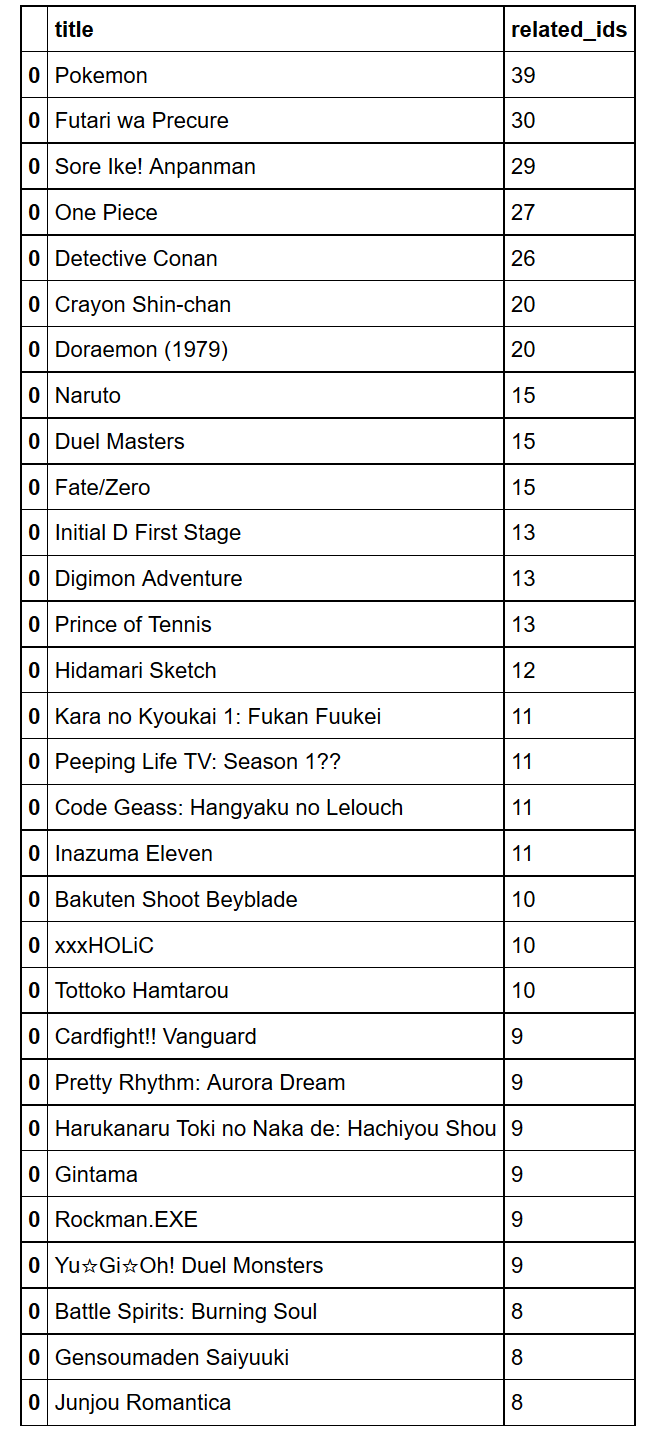 title related_ids
0 Pokemon 39
0 Futari wa Precure 30
0 Sore Ike! Anpanman 29
0 One Piece 27
0 Detective Conan 26
0 Crayon Shin-chan 20
0 Doraemon (1979) 20
0 Naruto 15
0 Duel Masters 15
0 Fate/Zero 15
0 Initial D First Stage 13
0 Digimon Adventure 13
0 Prince of Tennis 13
0 Hidamari Sketch 12
0 Kara no Kyoukai 1: Fukan Fuukei 11
0 Peeping Life TV: Season 1?? 11
0 Code Geass: Hangyaku no Lelouch 11
0 Inazuma Eleven 11
0 Bakuten Shoot Beyblade 10
0 xxxHOLiC 10
0 Tottoko Hamtarou 10
0 Cardfight!! Vanguard 9
0 Pretty Rhythm: Aurora Dream 9
0 Harukanaru Toki no Naka de: Hachiyou Shou 9
0 Gintama 9
0 Rockman.EXE 9
0 Yu☆Gi☆Oh! Duel Monsters 9
0 Battle Spirits: Burning Soul 8
0 Gensoumaden Saiyuuki 8
0 Junjou Romantica 8